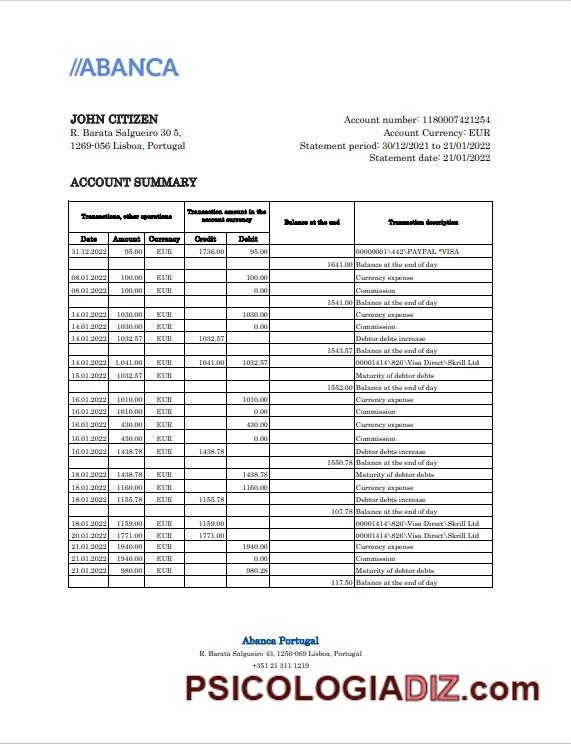 //ABANCA
JOHN CITIZEN
R. Barata Salgueiro 30 5,
1269-056 Lisboa, Portugal
Account number: 1180007421254
Account Currency: EUR
Statement period: 30/12/2021 to 21/01/2022
Statement date: 21/01/2022
ACCOUNT SUMMARY
Transactions, other operations Transaction amount in the account currency Balance at the end Transaction description
Date Amount Currency Credit Debit
31.12.2022 95.00 EUR 1736.00 95.00 00000001\442\PAYPAL *VISA
1641.00 Balance at the end of day
08.01.2022 100.00 EUR 100.00 Currency expense
08.01.2022 100.00 EUR 0.00 Commission
1541.00 Balance at the end of day
14.01.2022 1030.00 EUR 1030.00 Currency expense
14.01.2022 1030.00 EUR 0.00 Commission
14.01.2022 1032.57 EUR 1032.57 Debtor debts increase
1543.57 Balance at the end of day
14.01.2022 1.041.00 EUR 1041.00 1032.57 00001414\826\Visa Direct\Skrill Ltd
15.01.2022 1032.57 EUR Maturity of debtor debts
1552.00 Balance at the end of day
16.01.2022 1010.00 EUR 1010.00 Currency expense
16.01.2022 1010.00 EUR 0.00 Commission
16.01.2022 430.00 EUR 430.00 Currency expense
16.01.2022 430.00 EUR 0.00 Commission
16.01.2022 1438.78 EUR 1438.78 Debtor debts increase
1550.78 Balance at the end of day
18.01.2022 1438.78 EUR 1438.78 Maturity of debtor debts
18.01.2022 1160.00 EUR 1160.00 Currency expense
18.01.2022 1155.78 EUR 1155.78 Debtor debts increase
107.78 Balance at the end of day
18.01.2022 1159.00 EUR 1159.00 00001414\826\Visa Direct\Skrill Ltd
20.01.2022 1771.00 EUR 1771.00 00001414\826\Visa Direct\Skrill Ltd
21.01.2022 1940.00 EUR 1940.00 Currency expense
21.01.2022 1940.00 EUR 0.00 Commission
21.01.2022 980.00 EUR 980.28 Maturity of debtor debts
117.50 Balance at the end of day
Abanca Portugal
R. Barata Salgueiro 43, 1250-069 Lisboa, Portugal
+351 21 311 1219
PSICOLOGIADIZ.com